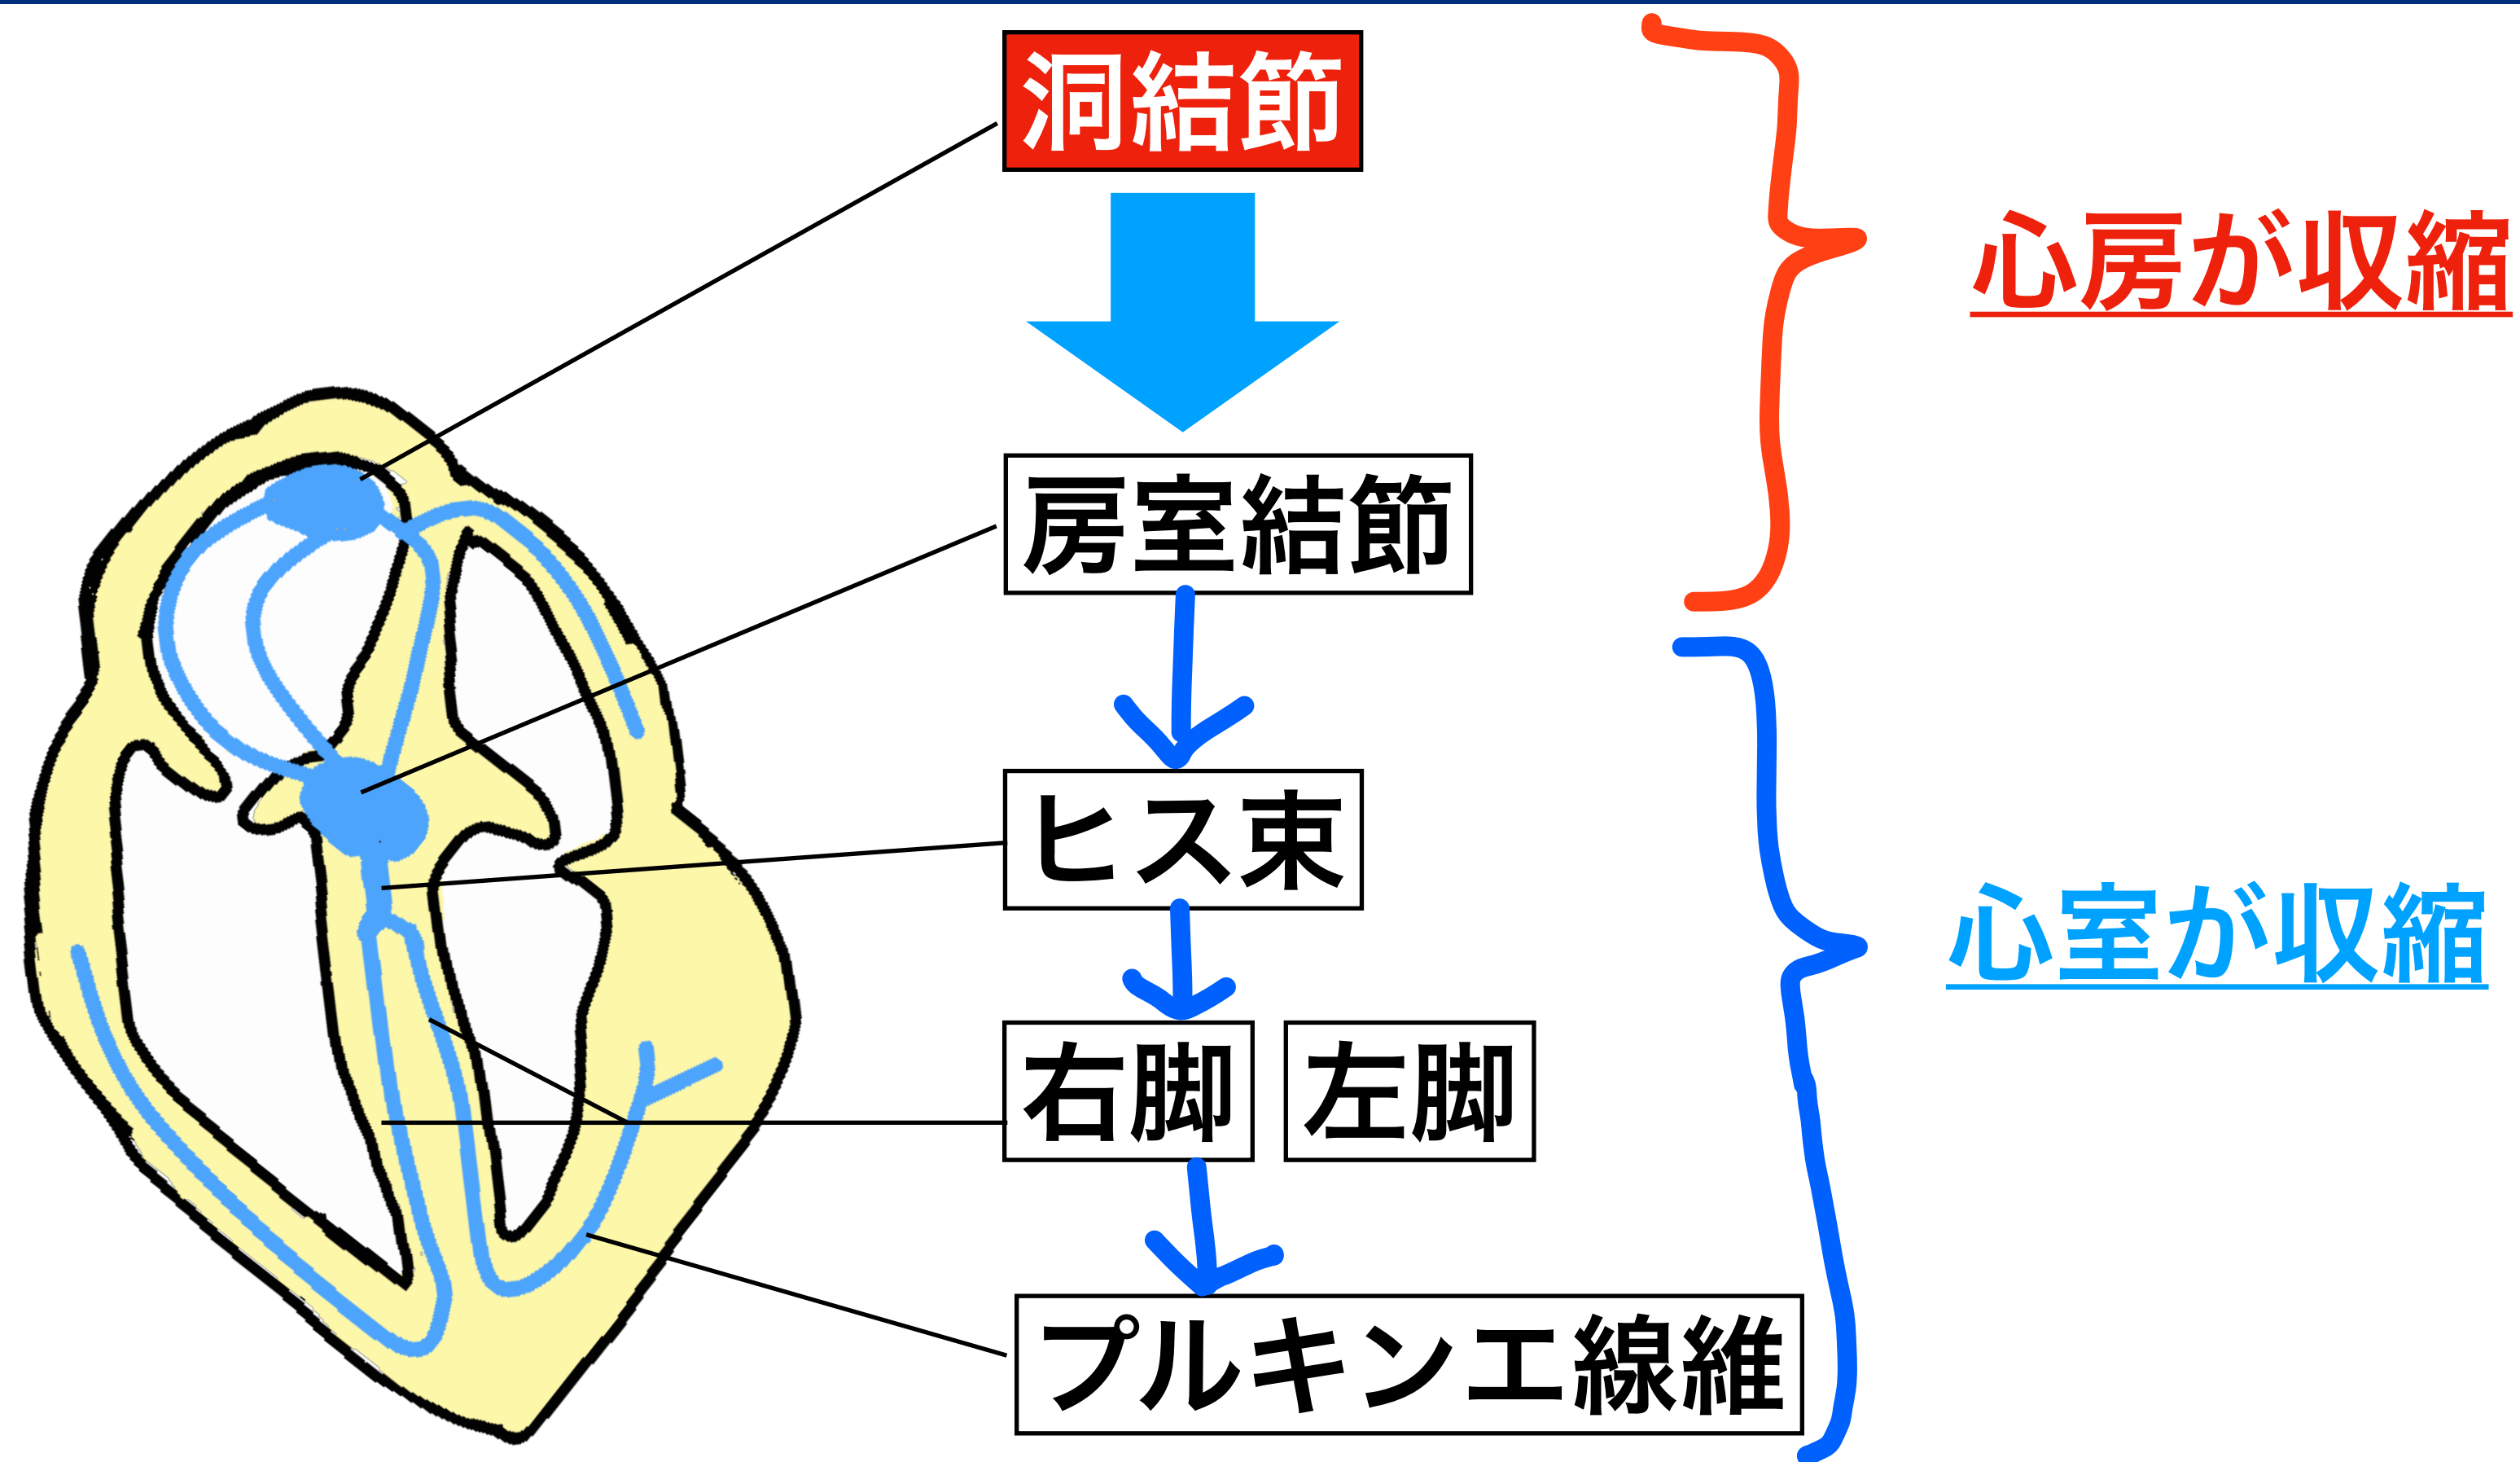 洞結節
心房が収縮
房室結節
ヒス束
心室が収縮
右脚 左脚
プルキンエ線維